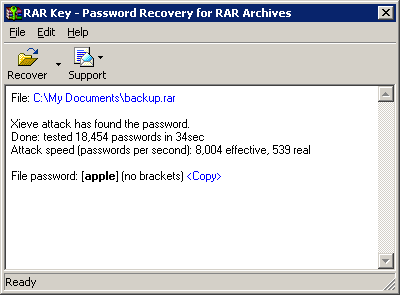 RAR Key - Password Recovery for RAR Archives
File Edit Help
Recover Support
File: C:\My Documents\backup.rar
Xieve attack has found the password.
Done: tested 18,454 passwords in 34sec
Attack speed (passwords per second): 8,004 effective, 539 real
File password: [apple] (no brackets) <Copy>
Ready